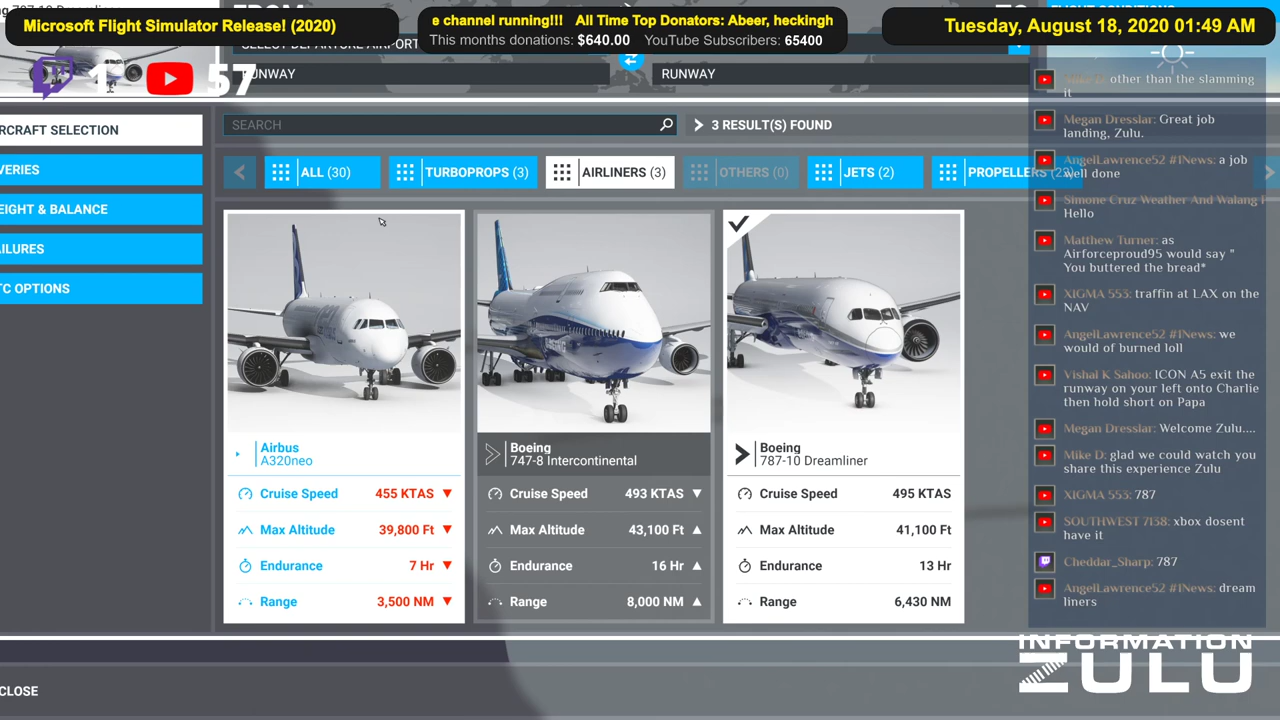 Microsoft Flight Simulator Release! (2020)
e channel running!!! All Time Top Donators: Abeer, heckingh
This months donations: $640.00 YouTube Subscribers: 65400
Tuesday, August 18, 2020 01:49 AM
57
RUNWAY
RUNWAY
RCRAFT SELECTION
VERIES
EIGHT & BALANCE
AILURES
TC OPTIONS
CLOSE
SEARCH
3 RESULT(S) FOUND
ALL (30)
TURBOPROPS (3)
AIRLINERS (3)
OTHERS (0)
JETS (2)
PROPELLERS
Airbus
A320neo
Cruise Speed 455 KTAS
Max Altitude 39,800 Ft
Endurance 7 Hr
Range 3,500 NM
Boeing
747-8 Intercontinental
Cruise Speed 493 KTAS
Max Altitude 43,100 Ft
Endurance 16 Hr
Range 8,000 NM
Boeing
787-10 Dreamliner
Cruise Speed 495 KTAS
Max Altitude 41,100 Ft
Endurance 13 Hr
Range 6,430 NM
other than the slamming
it
Megan Dresslar: Great job
landing, Zulu.
AngelLawrence52 #1News: a job
well done
Simone Cruz Weather And Walang
Hello
Matthew Turner: as
Airforceproud95 would say "
You buttered the bread*
XIGMA 553: traffin at LAX on the
NAV
AngelLawrence52 #1News: we
would of burned loll
Vishal K Sahoo: ICON A5 exit the
runway on your left onto Charlie
then hold short on Papa
Megan Dresslar: Welcome Zulu....
Mike D: glad we could watch you
share this experience Zulu
XIGMA 553: 787
SOUTHWEST 7138: xbox dosent
have it
Cheddar_Sharp: 787
AngelLawrence52 #1News: dream
liners
INFORMATION
ZULU